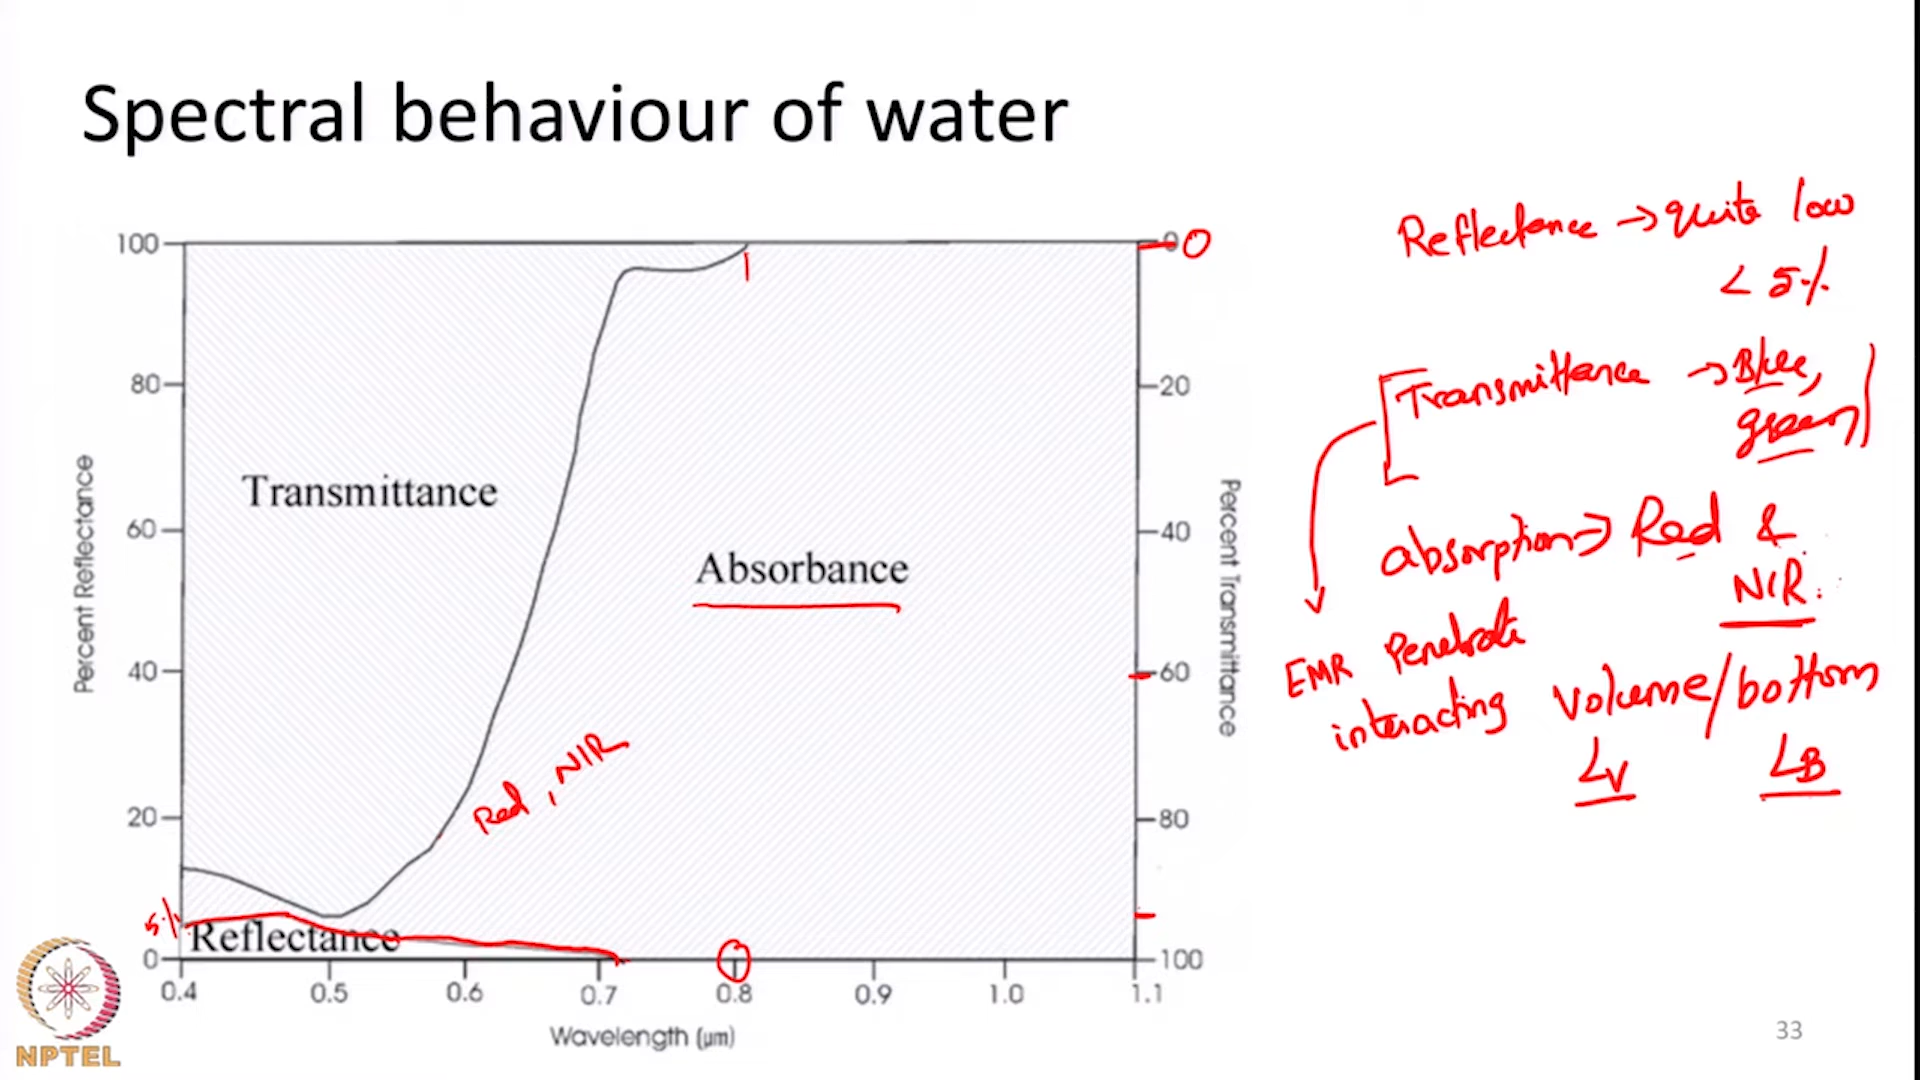 Spectral behaviour of water
Reflectance → quite low
< 5%
Transmittance → Blue,
green
absorption → Red &
NIR.
EMR Penetrate
interacting volume/bottom
LV LB
100
80
60
40
20
0
5%
Percent Reflectance
Transmittance
Absorbance
Reflectance
Red, NIR
0 0
20
40
60
80
100
Percent Transmittance
0.4 0.5 0.6 0.7 0.8 0.9 1.0 1.1
Wavelength (µm)
NPTEL
33